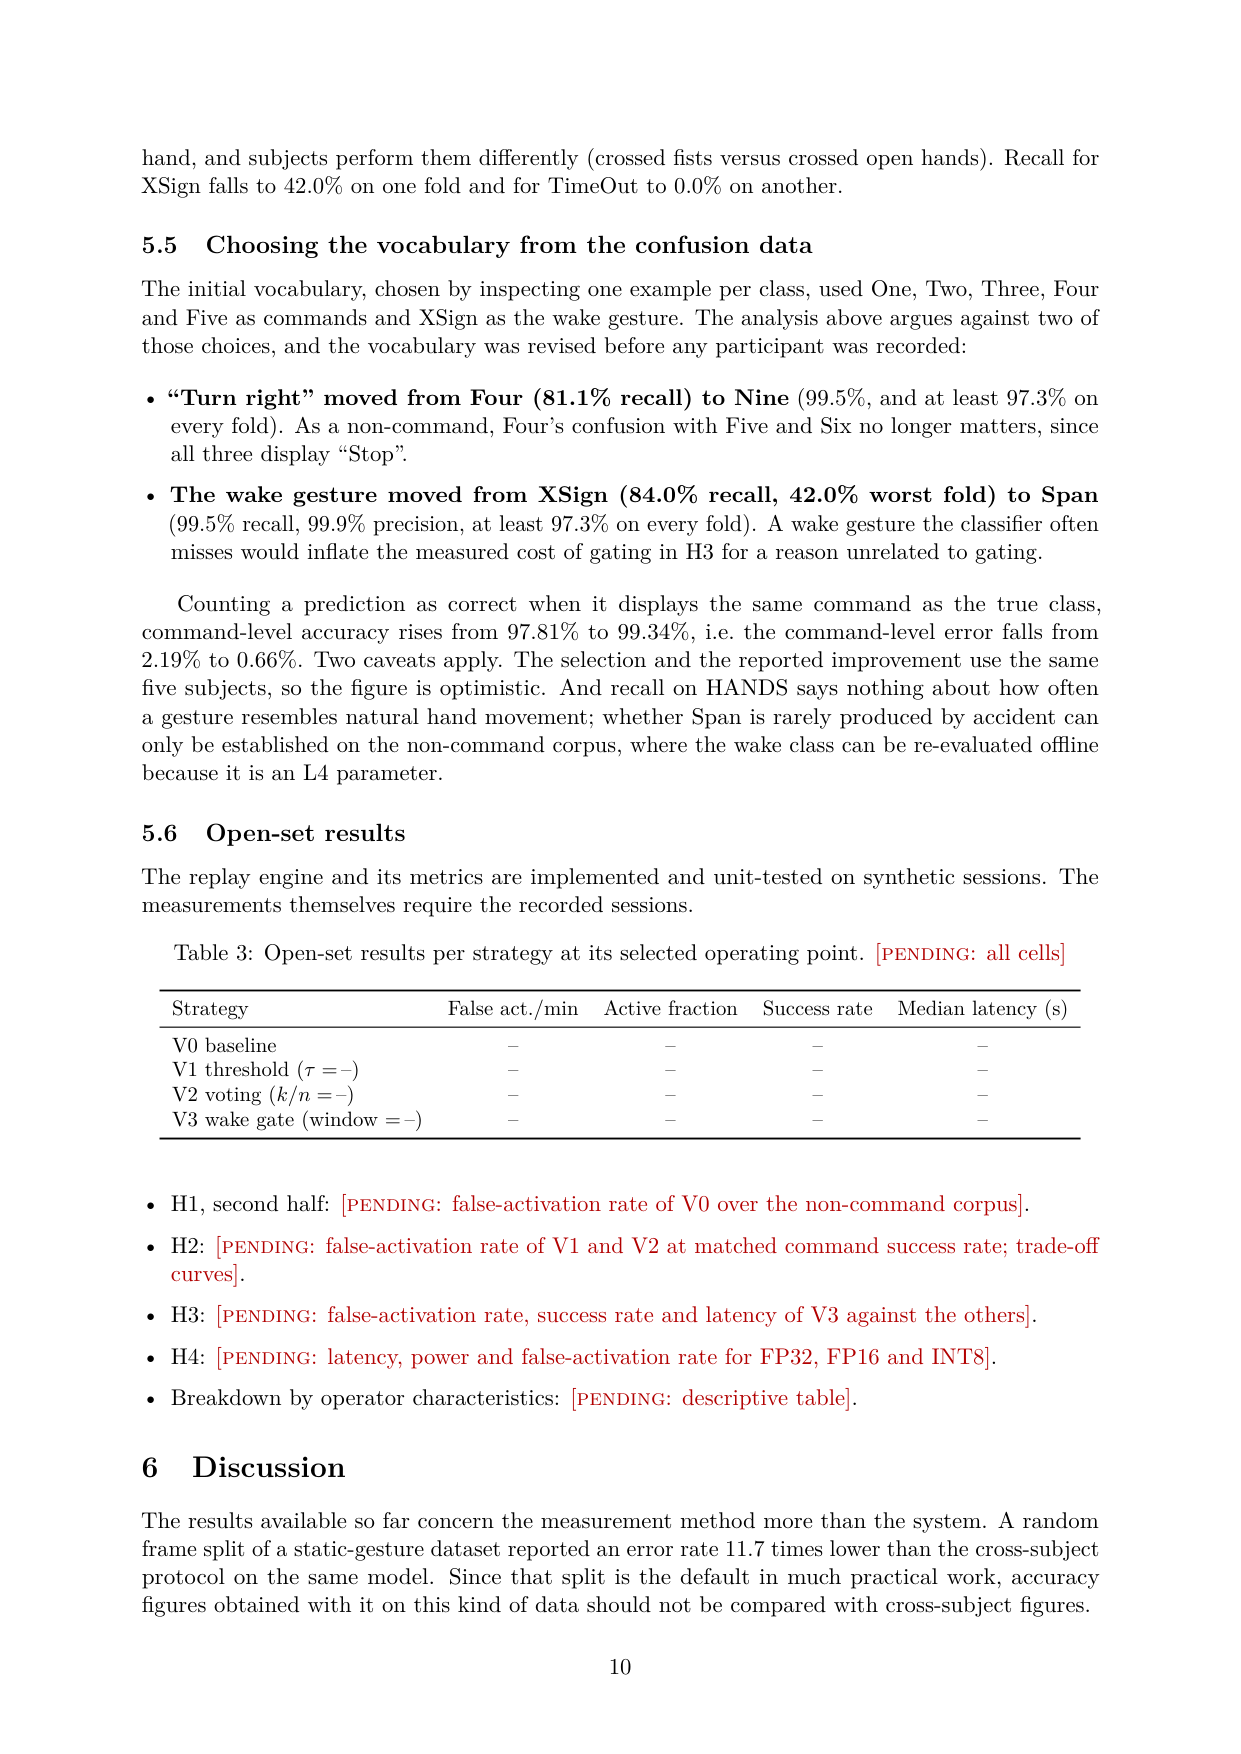 hand, and subjects perform them differently (crossed fists versus crossed open hands). Recall for
XSign falls to 42.0% on one fold and for TimeOut to 0.0% on another.
5.5 Choosing the vocabulary from the confusion data
The initial vocabulary, chosen by inspecting one example per class, used One, Two, Three, Four
and Five as commands and XSign as the wake gesture. The analysis above argues against two of
those choices, and the vocabulary was revised before any participant was recorded:
• “Turn right” moved from Four (81.1% recall) to Nine (99.5%, and at least 97.3% on
every fold). As a non-command, Four’s confusion with Five and Six no longer matters, since
all three display “Stop”.
• The wake gesture moved from XSign (84.0% recall, 42.0% worst fold) to Span
(99.5% recall, 99.9% precision, at least 97.3% on every fold). A wake gesture the classifier often
misses would inflate the measured cost of gating in H3 for a reason unrelated to gating.
Counting a prediction as correct when it displays the same command as the true class,
command-level accuracy rises from 97.81% to 99.34%, i.e. the command-level error falls from
2.19% to 0.66%. Two caveats apply. The selection and the reported improvement use the same
five subjects, so the figure is optimistic. And recall on HANDS says nothing about how often
a gesture resembles natural hand movement; whether Span is rarely produced by accident can
only be established on the non-command corpus, where the wake class can be re-evaluated offline
because it is an L4 parameter.
5.6 Open-set results
The replay engine and its metrics are implemented and unit-tested on synthetic sessions. The
measurements themselves require the recorded sessions.
Table 3: Open-set results per strategy at its selected operating point. [PENDING: all cells]
Strategy False act./min Active fraction Success rate Median latency (s)
V0 baseline – – – –
V1 threshold (τ =–) – – – –
V2 voting (k/n =–) – – – –
V3 wake gate (window =–) – – – –
• H1, second half: [PENDING: false-activation rate of V0 over the non-command corpus].
• H2: [PENDING: false-activation rate of V1 and V2 at matched command success rate; trade-off
curves].
• H3: [PENDING: false-activation rate, success rate and latency of V3 against the others].
• H4: [PENDING: latency, power and false-activation rate for FP32, FP16 and INT8].
• Breakdown by operator characteristics: [PENDING: descriptive table].
6 Discussion
The results available so far concern the measurement method more than the system. A random
frame split of a static-gesture dataset reported an error rate 11.7 times lower than the cross-subject
protocol on the same model. Since that split is the default in much practical work, accuracy
figures obtained with it on this kind of data should not be compared with cross-subject figures.
10